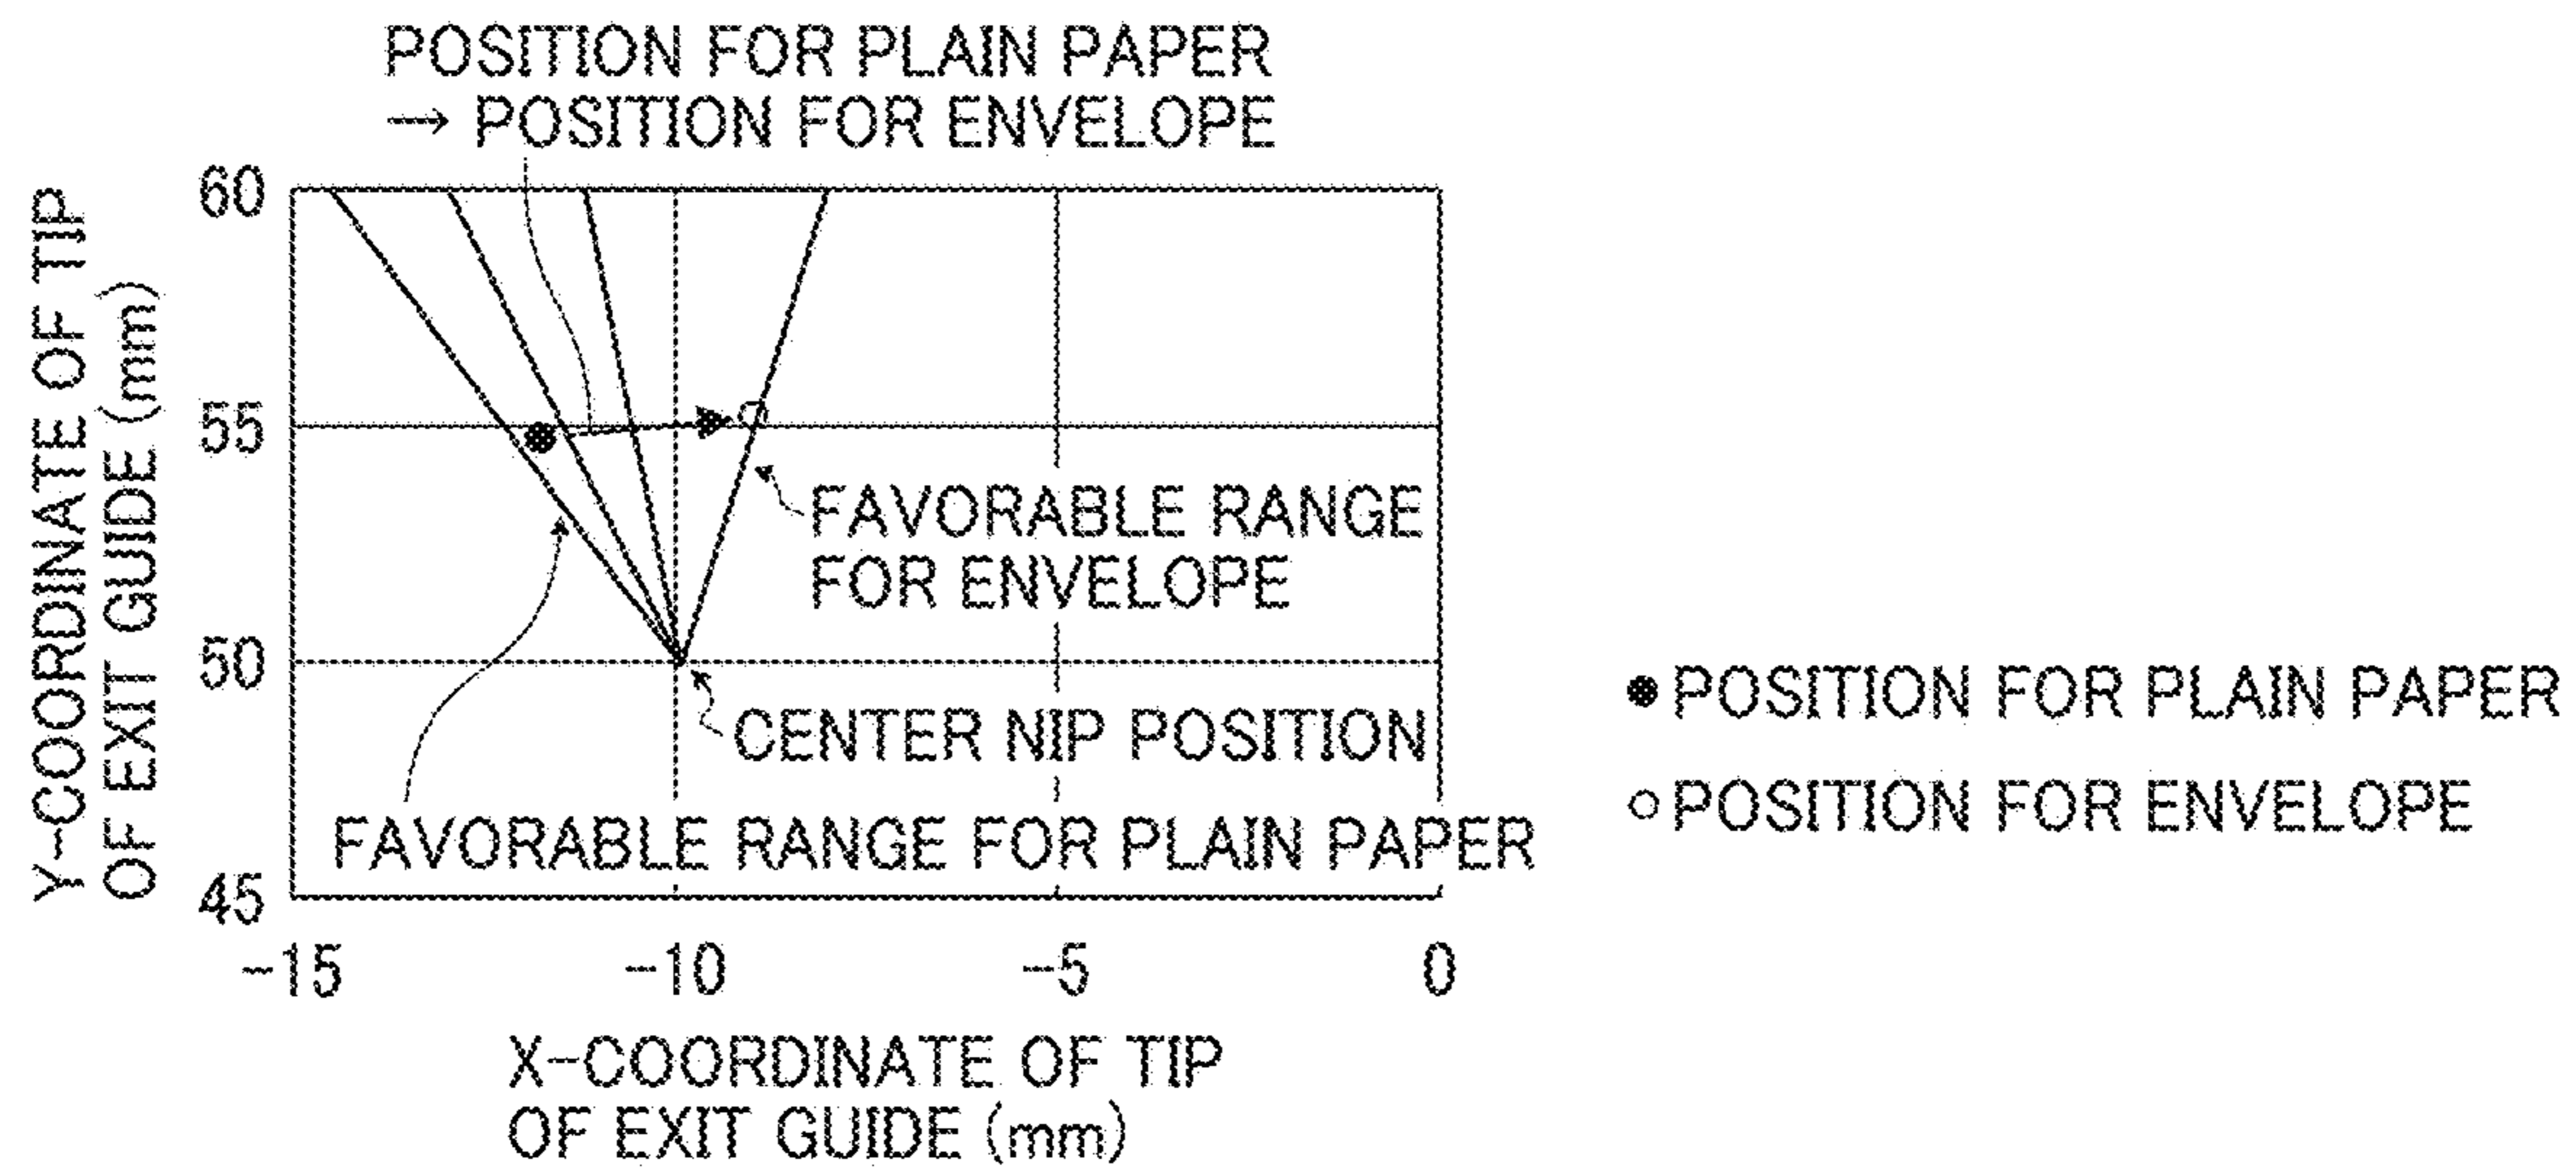 POSITION FOR PLAIN PAPER
→ POSITION FOR ENVELOPE
Y-COORDINATE OF TIP
OF EXIT GUIDE (mm)
60
55
50
45
FAVORABLE RANGE
FOR ENVELOPE
CENTER NIP POSITION
FAVORABLE RANGE FOR PLAIN PAPER
-15
-10
-5
0
X-COORDINATE OF TIP
OF EXIT GUIDE (mm)
POSITION FOR PLAIN PAPER
POSITION FOR ENVELOPE